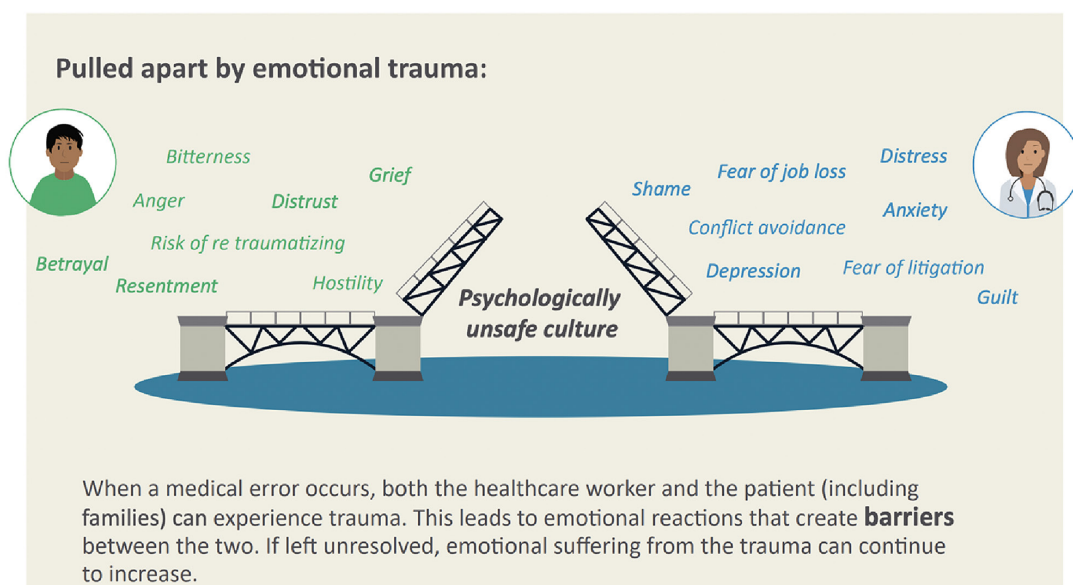 Pulled apart by emotional trauma:
Bitterness
Grief
Anger
Distrust
Risk of re traumatizing
Betrayal
Resentment
Hostility
Psychologically
unsafe culture
Shame
Fear of job loss
Distress
Conflict avoidance
Anxiety
Depression
Fear of litigation
Guilt
When a medical error occurs, both the healthcare worker and the patient (including
families) can experience trauma. This leads to emotional reactions that create barriers
between the two. If left unresolved, emotional suffering from the trauma can continue
to increase.